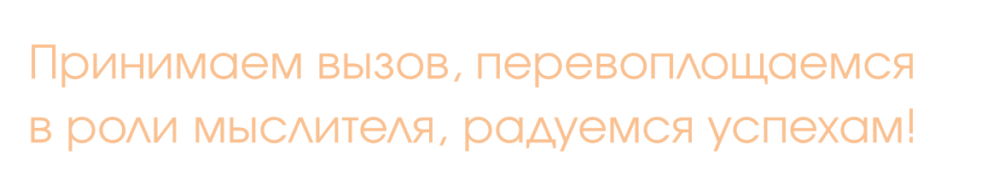 Принимаем вызов, перевоплощаемся
в роли мыслителя, радуемся успехам!